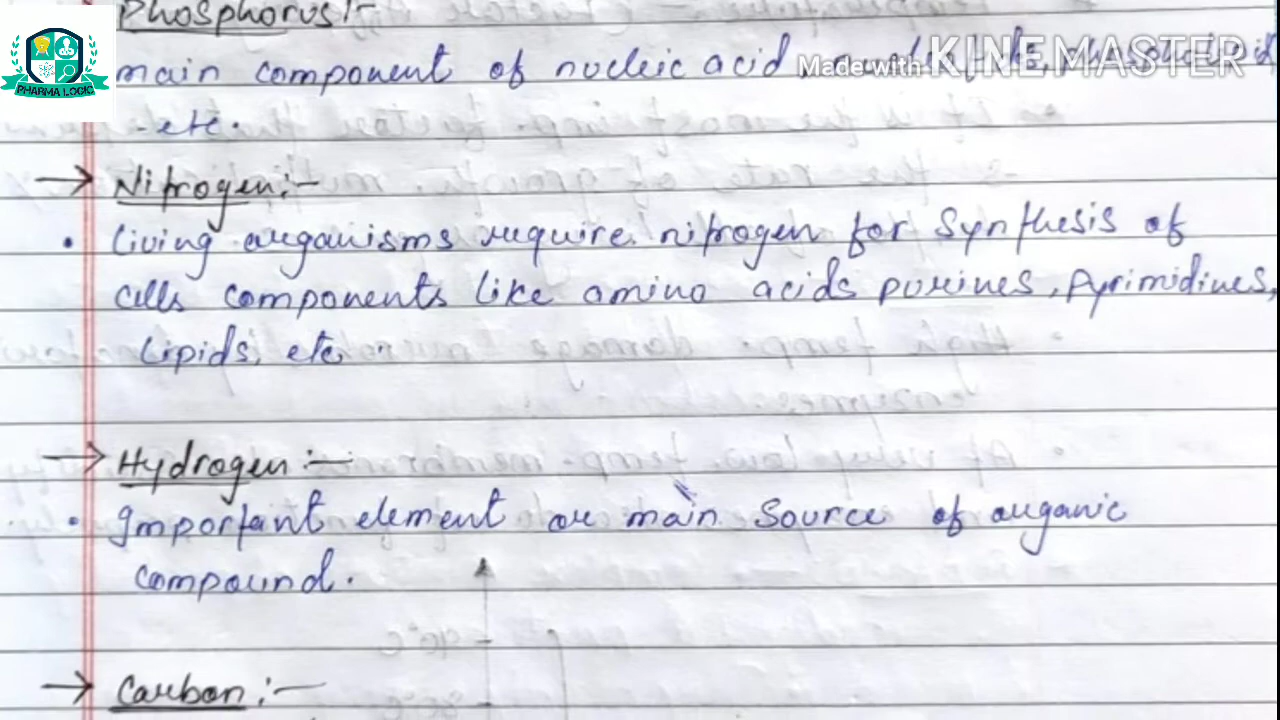 Phosphorus:-
main component of nucleic acid
Made with KINEMASTER
PHARMA LOGIC
etc.
→ Nitrogen:-
• Living organisms require nitrogen for Synthesis of
cells components like amino acids purines, Pyrimidines,
Lipids, etc
→ Hydrogen:-
• Important element or main Source of organic
compound.
→ Carbon:-